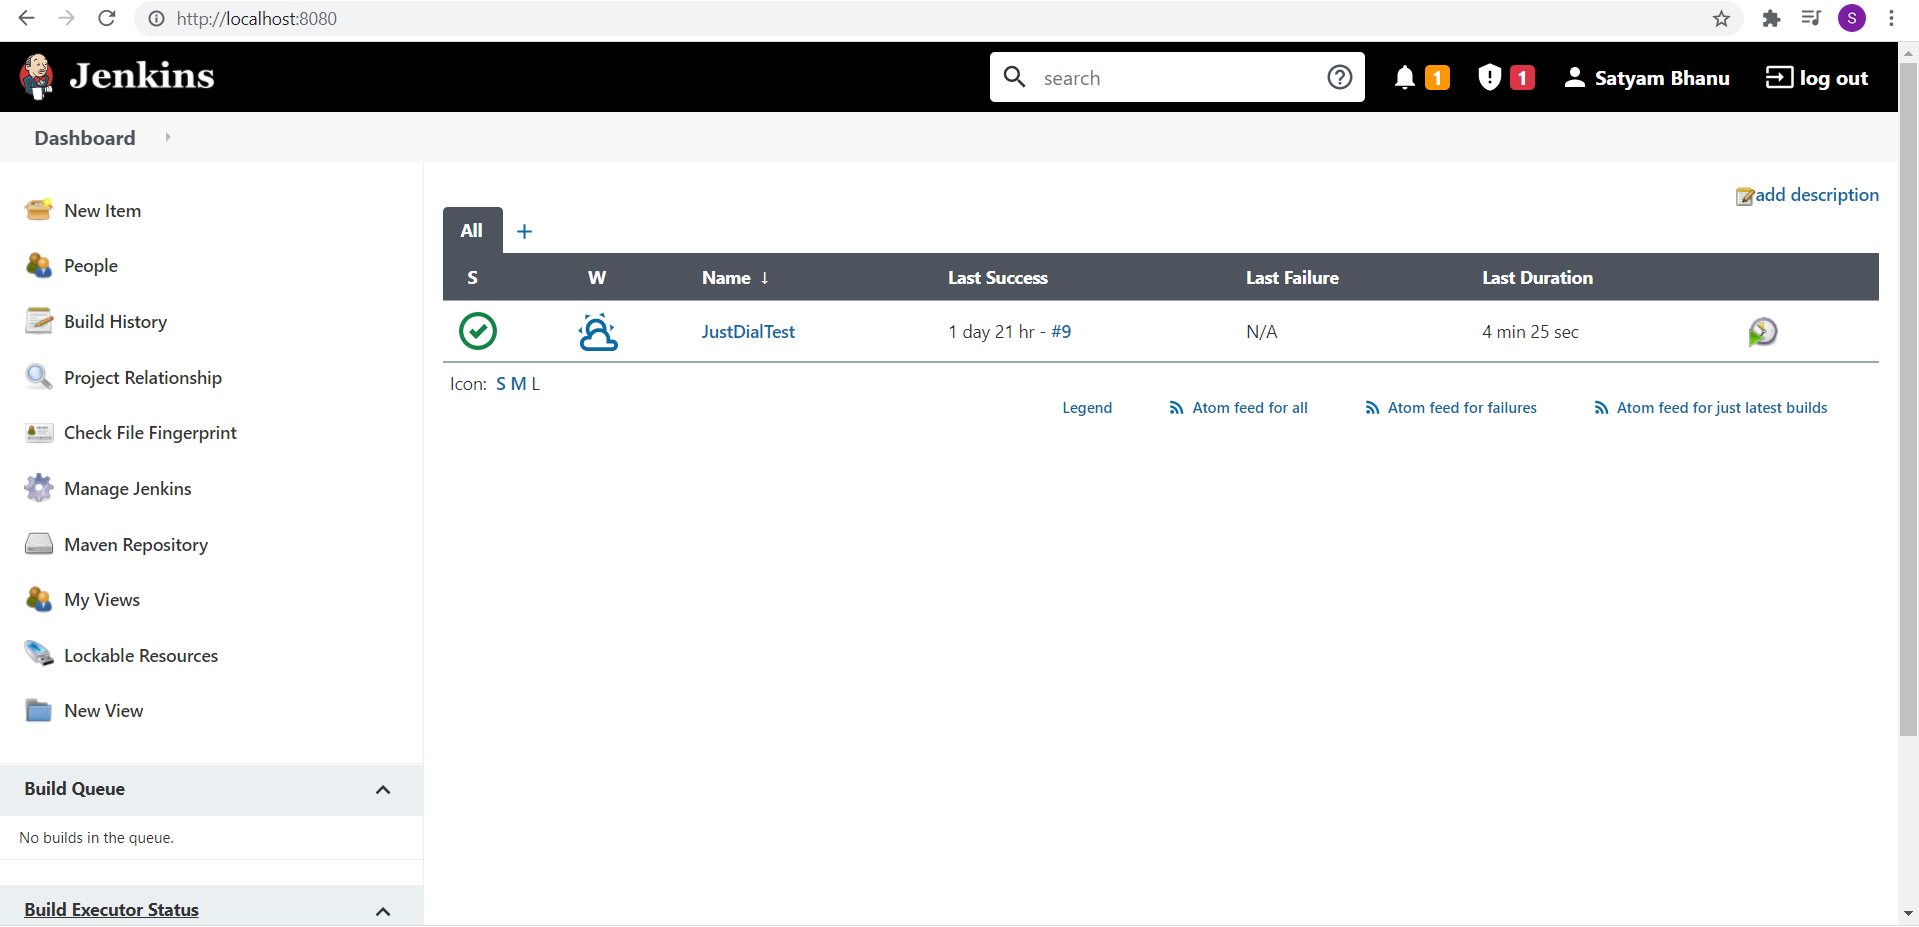 http://localhost:8080
S
Jenkins
search
1
1
Satyam Bhanu
log out
Dashboard
New Item
People
Build History
Project Relationship
Check File Fingerprint
Manage Jenkins
Maven Repository
My Views
Lockable Resources
New View
Build Queue
No builds in the queue.
Build Executor Status
add description
All +
S W Name ↓ Last Success Last Failure Last Duration
JustDialTest 1 day 21 hr - #9 N/A 4 min 25 sec
Icon: S M L
Legend Atom feed for all Atom feed for failures Atom feed for just latest builds